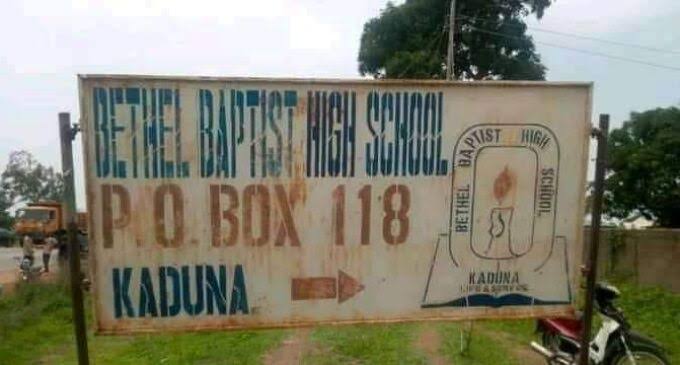 BETHEL BAPTIST HIGH SCHOOL
P.O. BOX 118
KADUNA
BETHEL BAPTIST HIGH SCHOOL
KADUNA